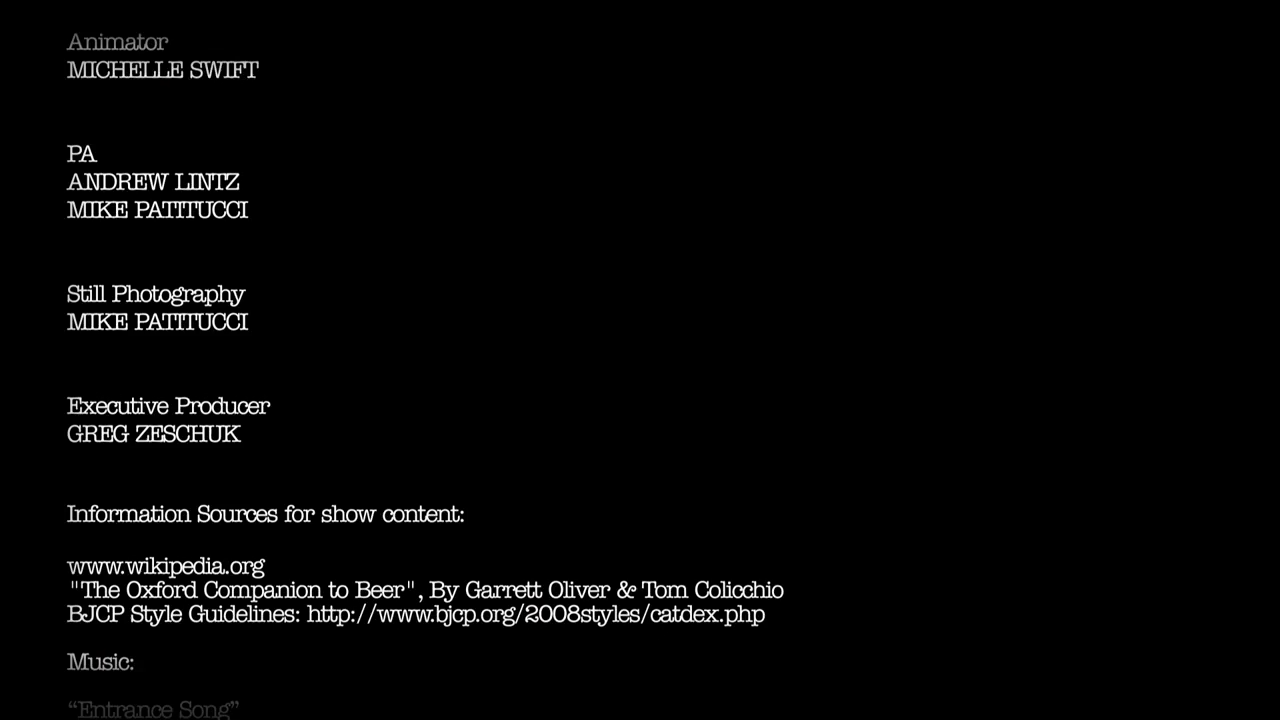 Animator
MICHELLE SWIFT
PA
ANDREW LINTZ
MIKE PATITUCCI
Still Photography
MIKE PATITUCCI
Executive Producer
GREG ZESCHUK
Information Sources for show content:
www.wikipedia.org
"The Oxford Companion to Beer", By Garrett Oliver & Tom Colicchio
BJCP Style Guidelines: http://www.bjcp.org/2008styles/catdex.php
Music:
“Entrance Song”